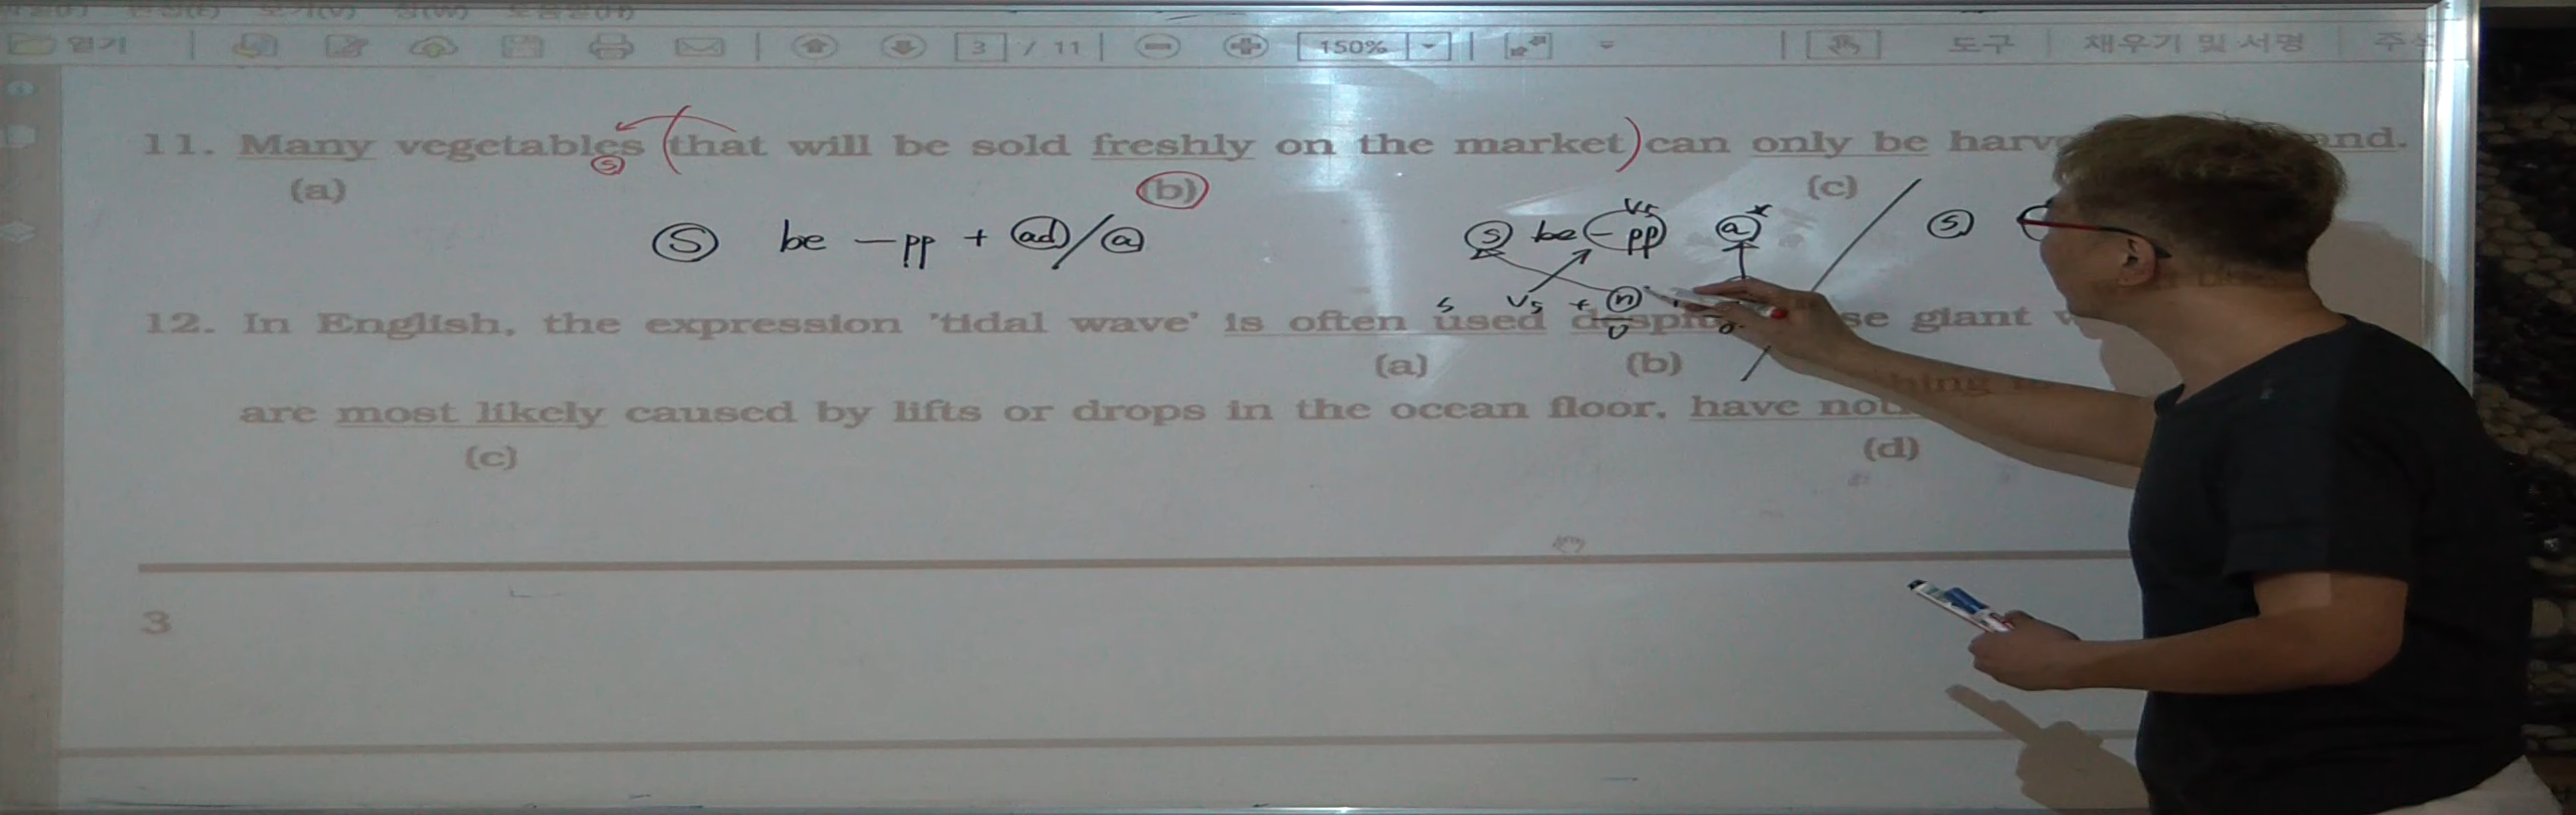 열기 3 / 11 150% 도구 채우기 및 서명
11. Many vegetables (that will be sold freshly on the market) can only be
(s)
(a) (b) (c)
S be -pp + ad/a
s be (-pp) a s
v5
s v5 + n
o
12. In English, the expression 'tidal wave' is often used giant
(a) (b)
are most likely caused by lifts or drops in the ocean floor, have
(c) (d)
3